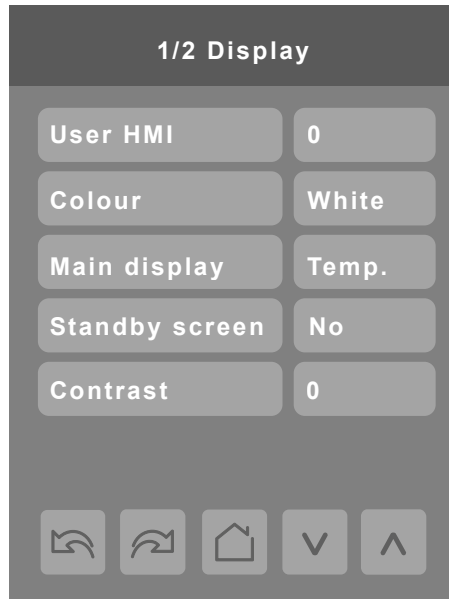 1/2 Display
User HMI 0
Colour White
Main display Temp.
Standby screen No
Contrast 0